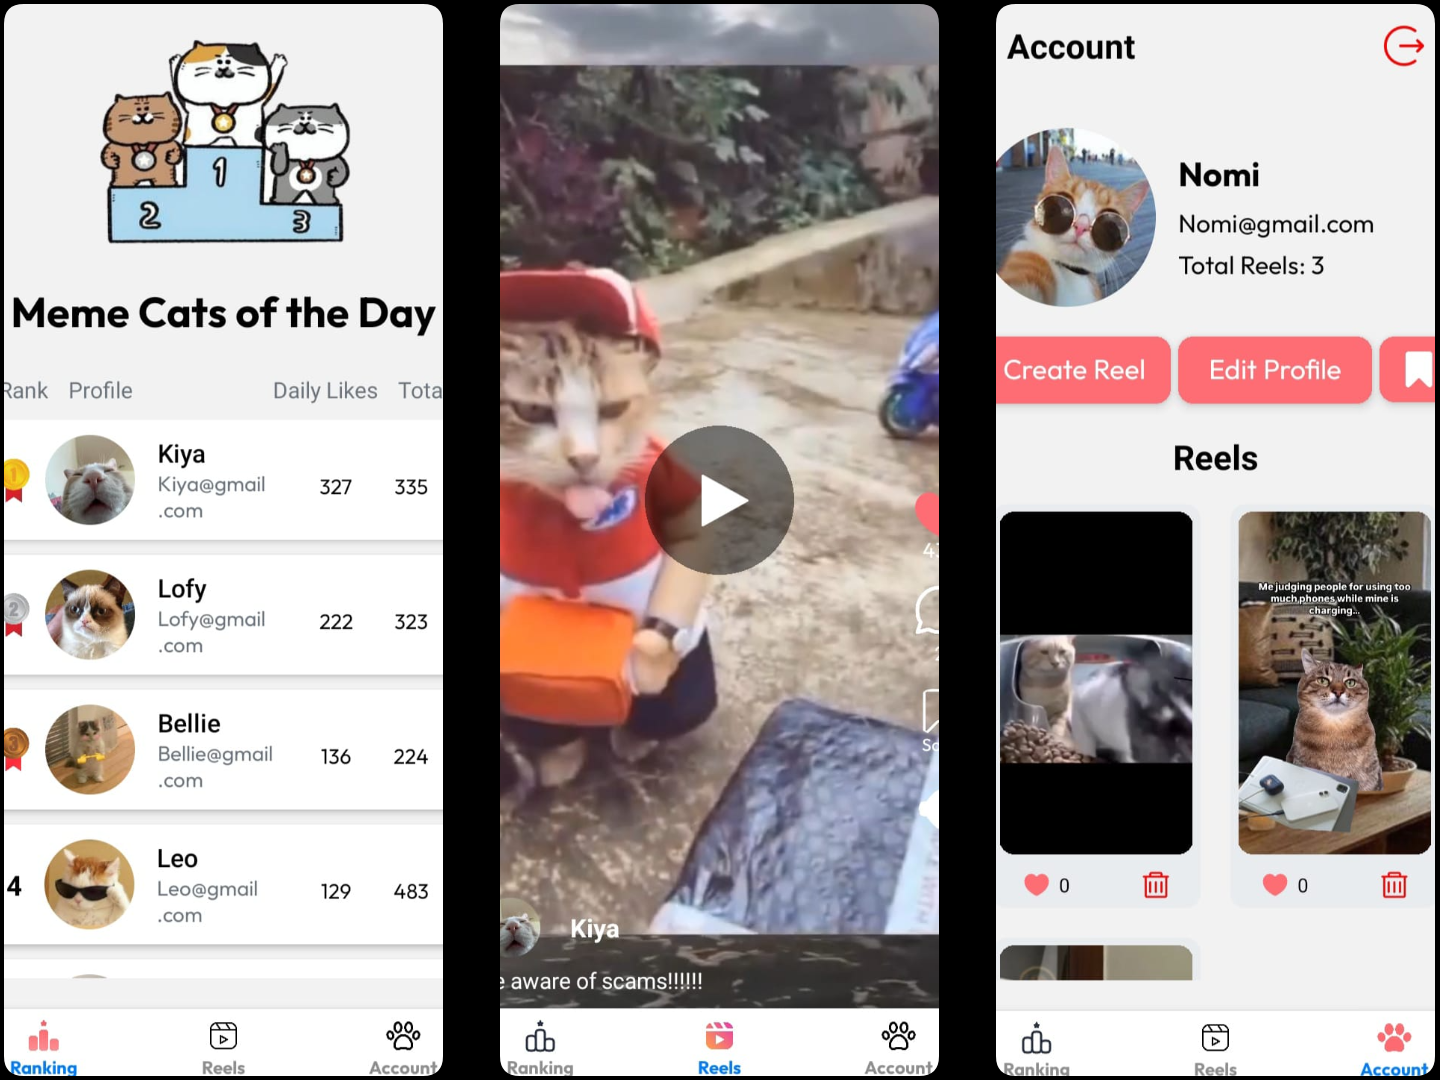 1
2
3
Meme Cats of the Day
Rank Profile Daily Likes Tota
1
Kiya
Kiya@gmail
.com
327 335
2
Lofy
Lofy@gmail
.com
222 323
3
Bellie
Bellie@gmail
.com
136 224
4
Leo
Leo@gmail
.com
129 483
Ranking Reels Account
Kiya
e aware of scams!!!!!!
Ranking Reels Account
Account
Nomi
Nomi@gmail.com
Total Reels: 3
Create Reel Edit Profile
Reels
Me judging people for using too
much phones while mine is
charging...
0 0
Ranking Reels Account